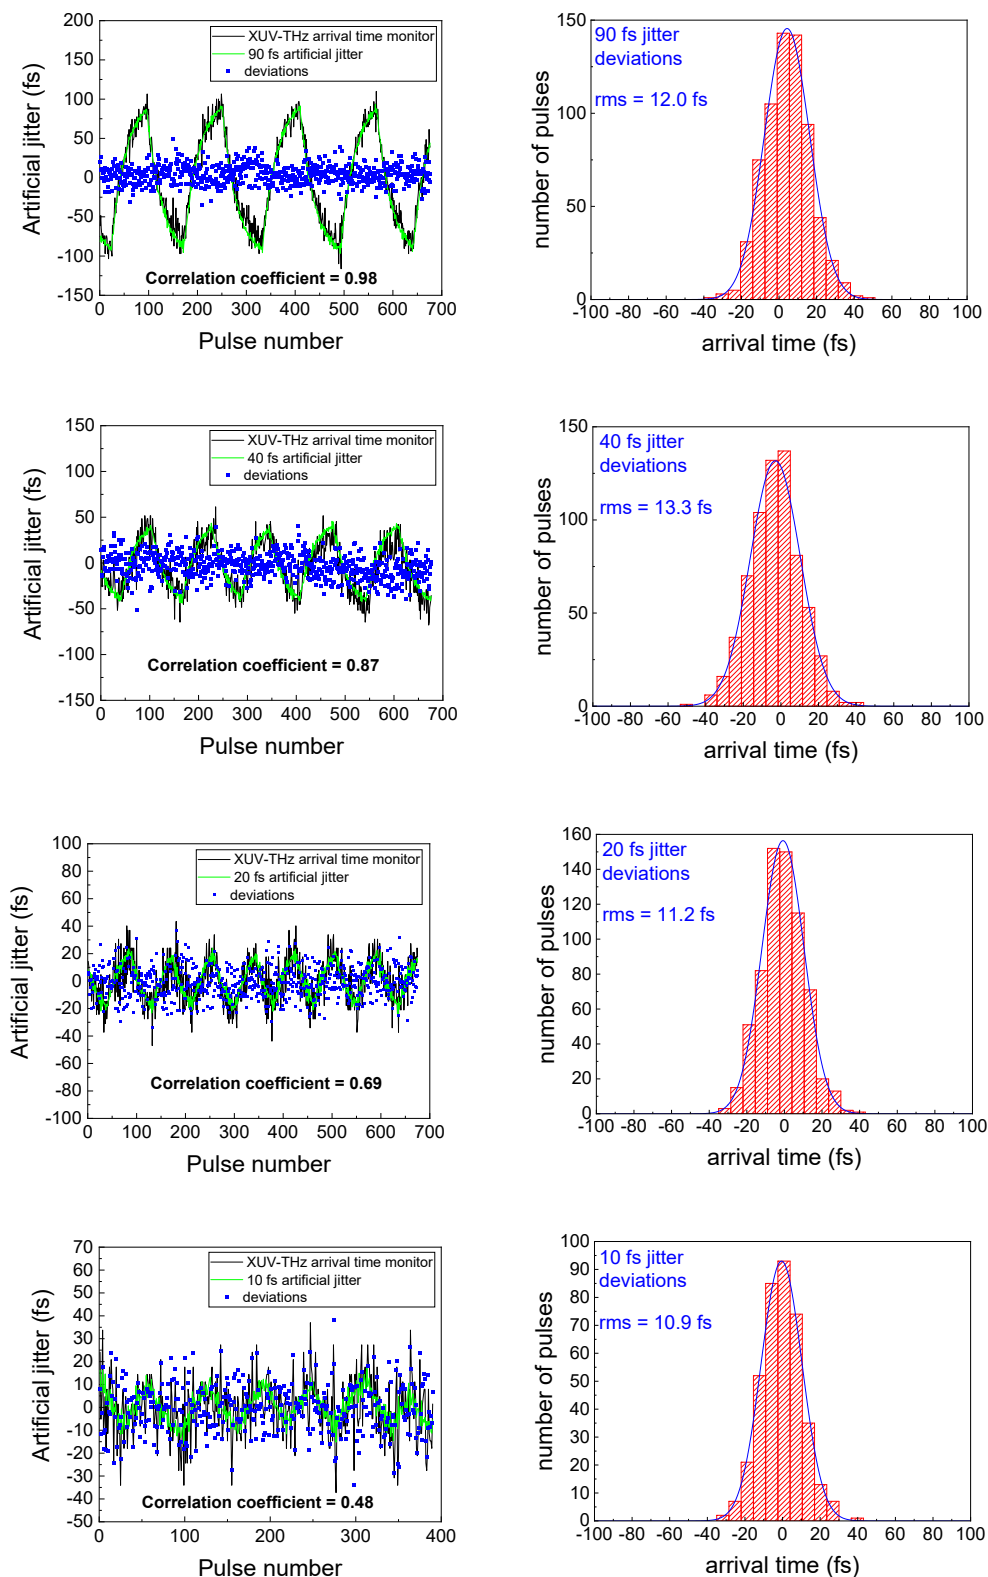 200
150
100
50
0
-50
-100
-150
Artificial jitter (fs)
XUV-THz arrival time monitor
90 fs artificial jitter
deviations
Correlation coefficient = 0.98
0 100 200 300 400 500 600 700
Pulse number
150
100
50
0
number of pulses
90 fs jitter
deviations
rms = 12.0 fs
-100 -80 -60 -40 -20 0 20 40 60 80 100
arrival time (fs)
150
100
50
0
-50
-100
-150
Artificial jitter (fs)
XUV-THz arrival time monitor
40 fs artificial jitter
deviations
Correlation coefficient = 0.87
0 100 200 300 400 500 600 700
Pulse number
150
100
50
0
number of pulses
40 fs jitter
deviations
rms = 13.3 fs
-100 -80 -60 -40 -20 0 20 40 60 80 100
arrival time (fs)
100
80
60
40
20
0
-20
-40
-60
-80
-100
Artificial jitter (fs)
XUV-THz arrival time monitor
20 fs artificial jitter
deviations
Correlation coefficient = 0.69
0 100 200 300 400 500 600 700
Pulse number
160
140
120
100
80
60
40
20
0
number of pulses
20 fs jitter
deviations
rms = 11.2 fs
-100 -80 -60 -40 -20 0 20 40 60 80 100
arrival time (fs)
70
60
50
40
30
20
10
0
-10
-20
-30
-40
-50
Artificial jitter (fs)
XUV-THz arrival time monitor
10 fs artificial jitter
deviations
Correlation coefficient = 0.48
0 100 200 300 400
Pulse number
100
90
80
70
60
50
40
30
20
10
0
number of pulses
10 fs jitter
deviations
rms = 10.9 fs
-100 -80 -60 -40 -20 0 20 40 60 80 100
arrival time (fs)